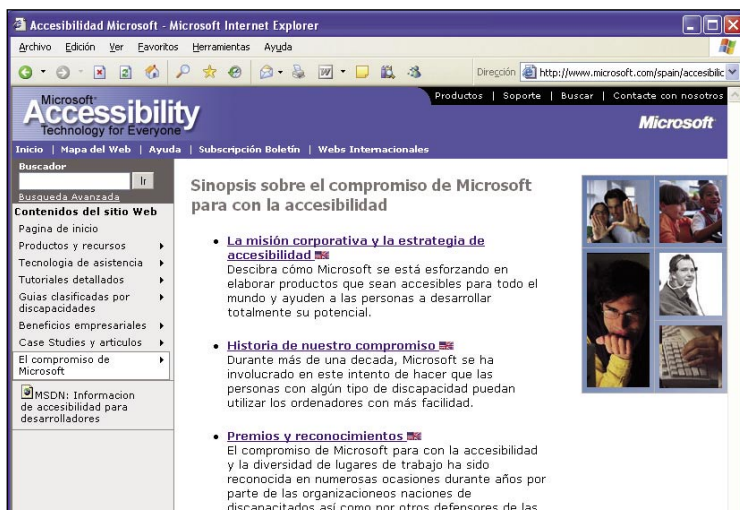 Accesibilidad Microsoft - Microsoft Internet Explorer
Archivo Edición Ver Favoritos Herramientas Ayuda
Dirección http://www.microsoft.com/spain/accesibilic
Productos | Soporte | Buscar | Contacte con nosotros
Microsoft
Accessibility
Technology for Everyone
Microsoft
Inicio | Mapa del Web | Ayuda | Subscripción Boletín | Webs Internacionales
Buscador
Ir
Busqueda Avanzada
Contenidos del sitio Web
Pagina de inicio
Productos y recursos
Tecnologia de asistencia
Tutoriales detallados
Guias clasificadas por
discapacidades
Beneficios empresariales
Case Studies y articulos
El compromiso de
Microsoft
MSDN: Informacion
de accesibilidad para
desarrolladores
Sinopsis sobre el compromiso de Microsoft
para con la accesibilidad
La misión corporativa y la estrategia de
accesibilidad
Descibra cómo Microsoft se está esforzando en
elaborar productos que sean accesibles para todo el
mundo y ayuden a las personas a desarrollar
totalmente su potencial.
Historia de nuestro compromiso
Durante más de una decada, Microsoft se ha
involucrado en este intento de hacer que las
personas con algún tipo de discapacidad puedan
utilizar los ordenadores con más facilidad.
Premios y reconocimientos
El compromiso de Microsoft para con la accesibilidad
y la diversidad de lugares de trabajo ha sido
reconocida en numerosas ocasiones durante años por
parte de las organizacioneos naciones de
discapacitados así como por otros defensores de las